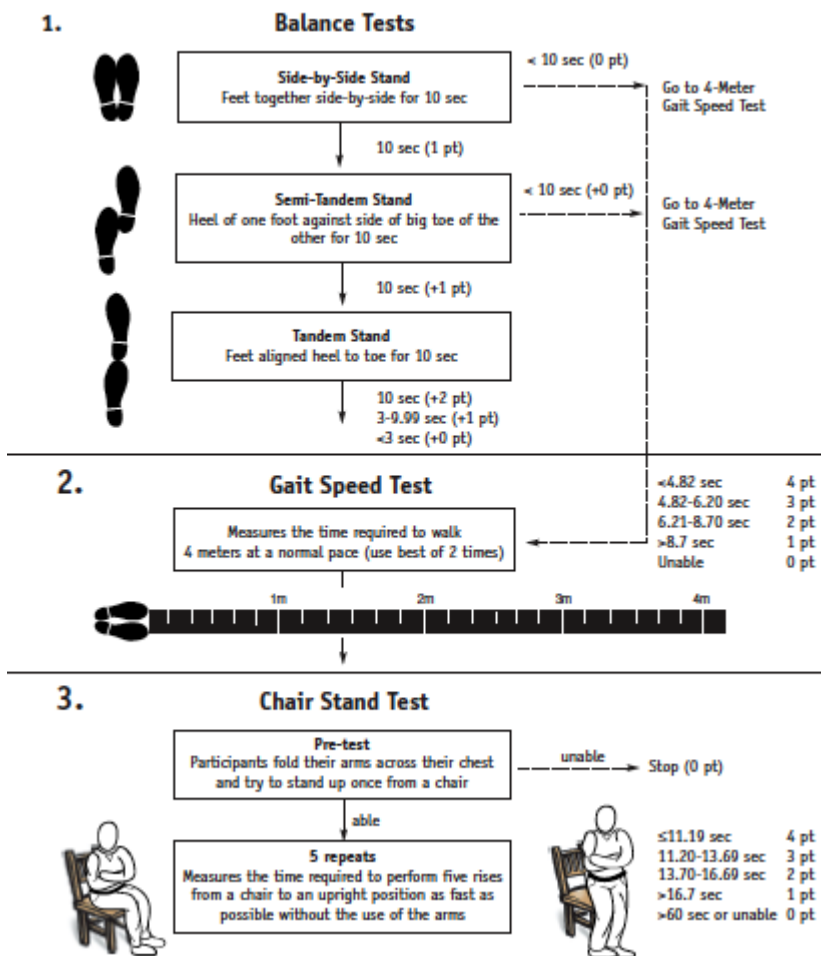 1.
Balance Tests
Side-by-Side Stand
Feet together side-by-side for 10 sec
< 10 sec (0 pt)
Go to 4-Meter
Gait Speed Test
10 sec (1 pt)
Semi-Tandem Stand
Heel of one foot against side of big toe of the
other for 10 sec
< 10 sec (+0 pt)
Go to 4-Meter
Gait Speed Test
10 sec (+1 pt)
Tandem Stand
Feet aligned heel to toe for 10 sec
10 sec (+2 pt)
3-9.99 sec (+1 pt)
<3 sec (+0 pt)
2.
Gait Speed Test
Measures the time required to walk
4 meters at a normal pace (use best of 2 times)
<4.82 sec 4 pt
4.82-6.20 sec 3 pt
6.21-8.70 sec 2 pt
>8.7 sec 1 pt
Unable 0 pt
1m 2m 3m 4m
3.
Chair Stand Test
Pre-test
Participants fold their arms across their chest
and try to stand up once from a chair
unable
Stop (0 pt)
able
5 repeats
Measures the time required to perform five rises
from a chair to an upright position as fast as
possible without the use of the arms
≤11.19 sec 4 pt
11.20-13.69 sec 3 pt
13.70-16.69 sec 2 pt
>16.7 sec 1 pt
>60 sec or unable 0 pt